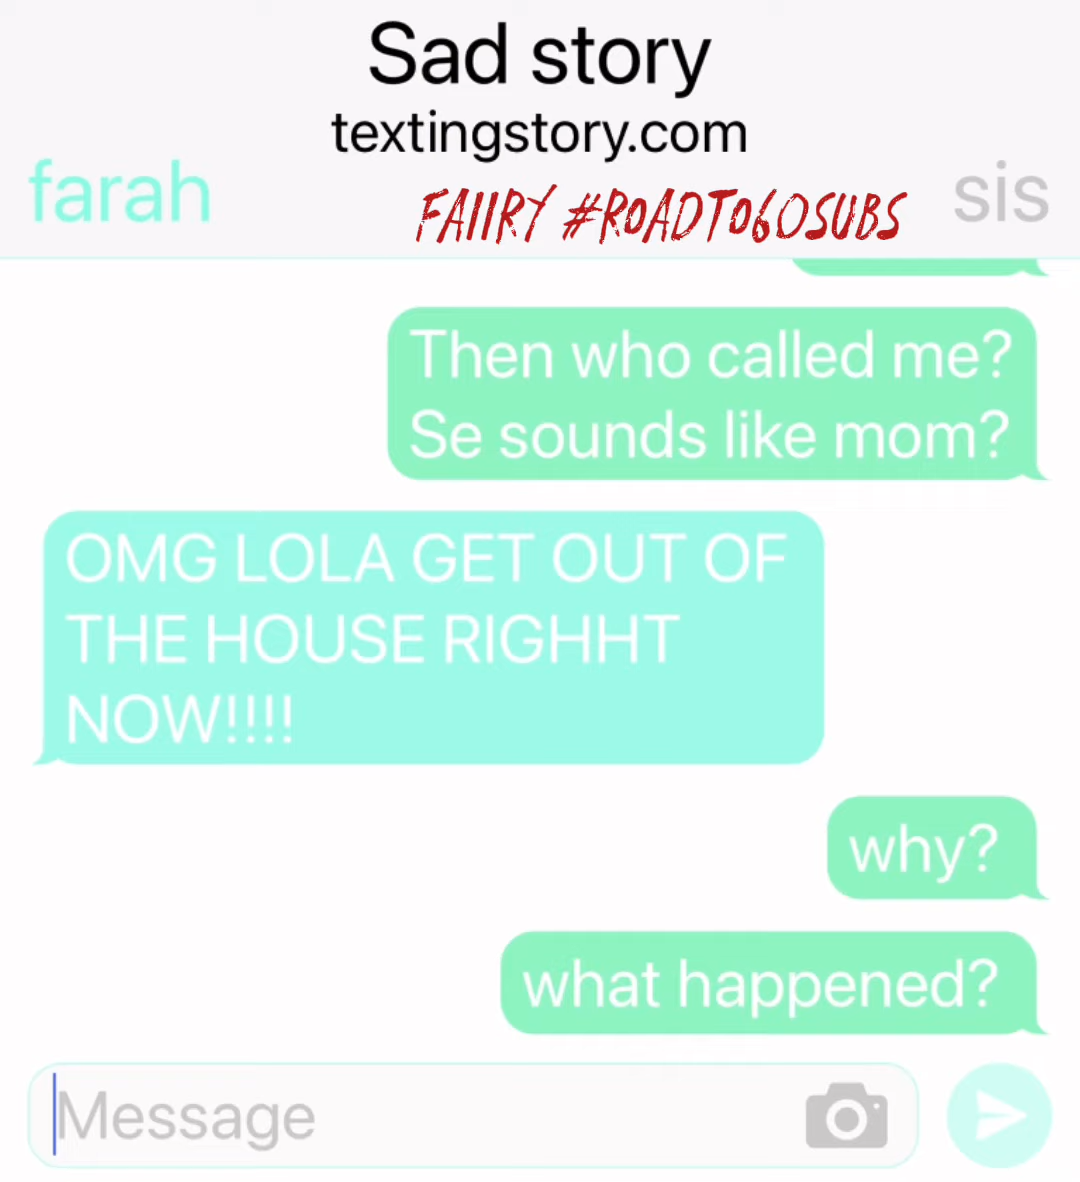 Sad story
textingstory.com
farah
FAIIRY #ROADTO60SUBS
sis
Then who called me?
Se sounds like mom?
OMG LOLA GET OUT OF
THE HOUSE RIGHHT
NOW!!!!
why?
what happened?
Message